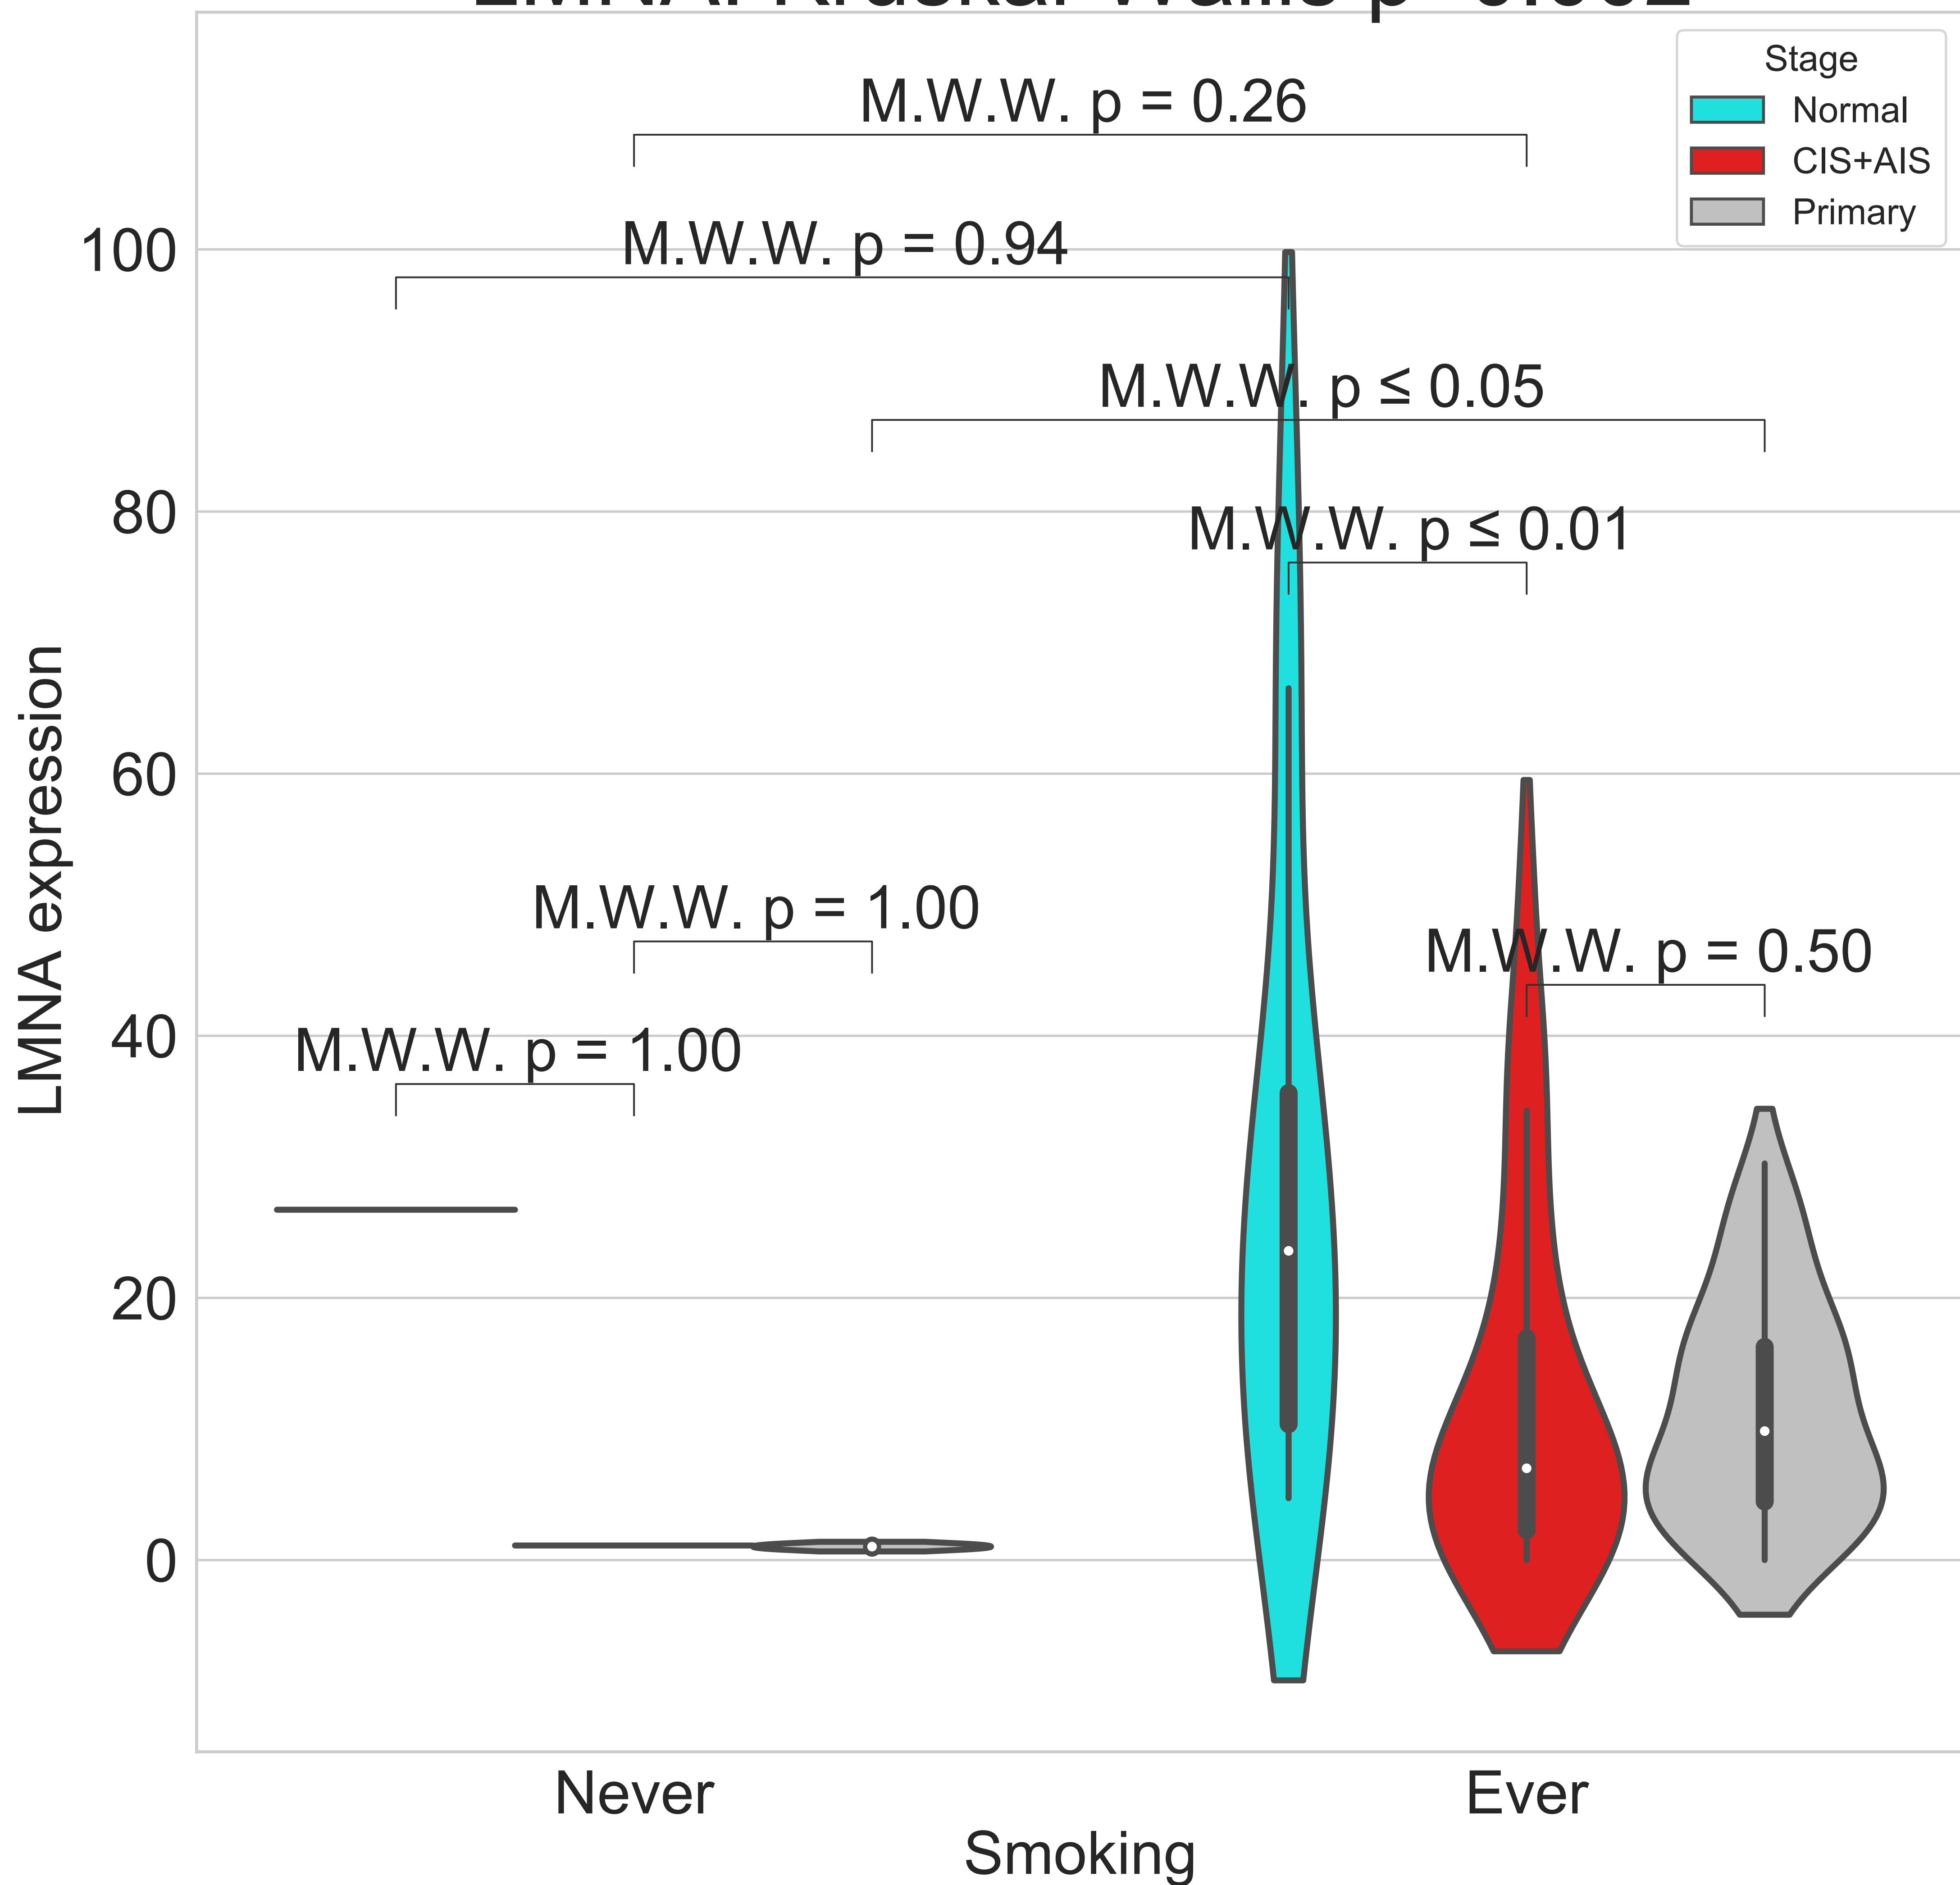 Stage
Normal
CIS+AIS
Primary
M.W.W. p = 0.26
M.W.W. p = 0.94
M.W.W. p ≤ 0.05
M.W.W. p ≤ 0.01
M.W.W. p = 1.00
M.W.W. p = 0.50
M.W.W. p = 1.00
100
80
60
40
20
0
LMNA expression
Never
Ever
Smoking